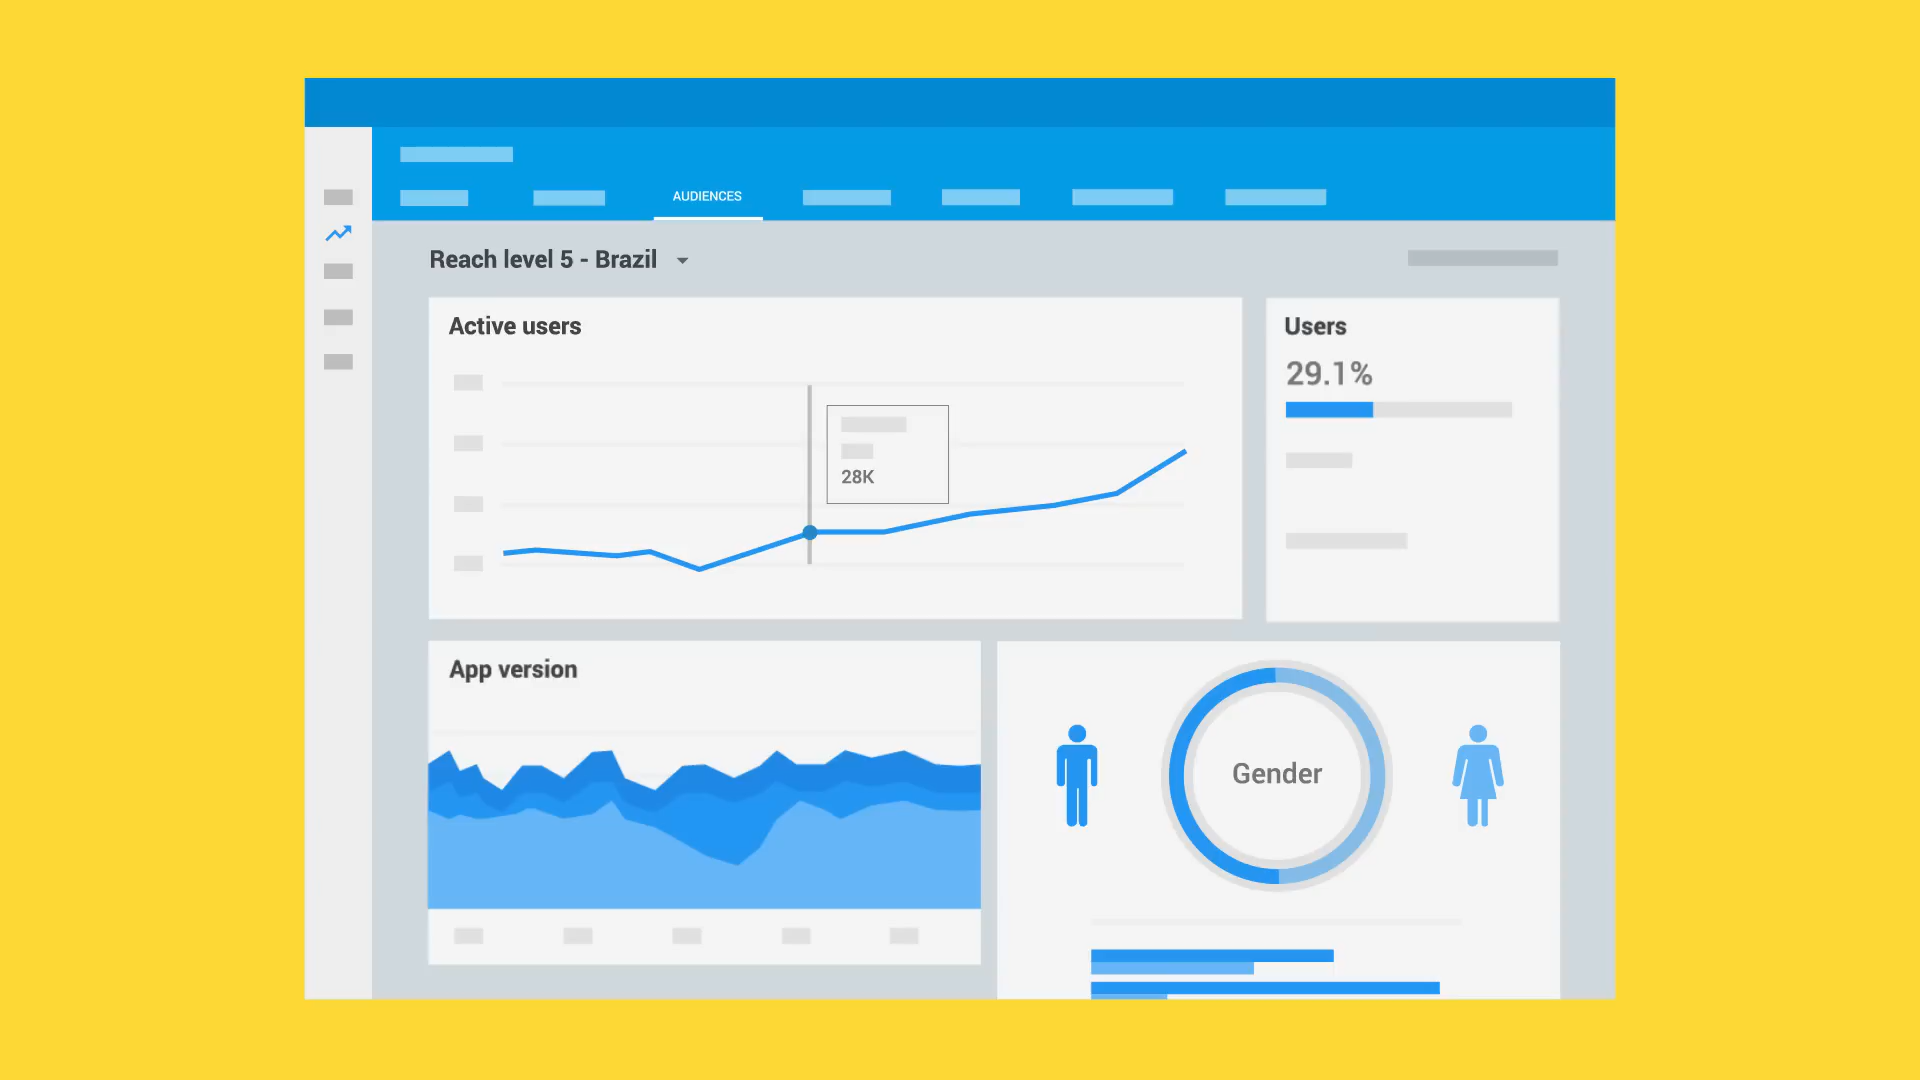 AUDIENCES
Reach level 5 - Brazil
Active users
28K
Users
29.1%
App version
Gender